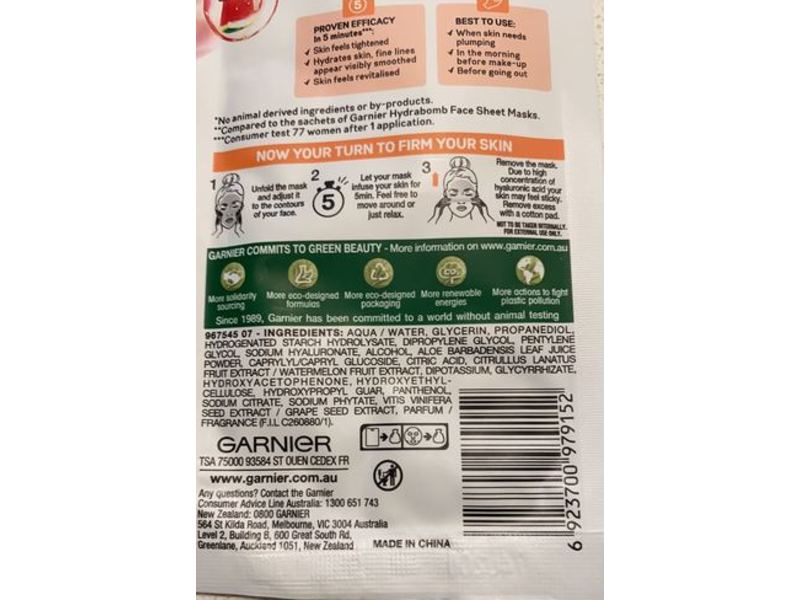 5
PROVEN EFFICACY
In 5 minutes***:
✓ Skin feels tightened
✓ Hydrates skin, fine lines
appear visibly smoothed
✓ Skin feels revitalised
BEST TO USE:
✓ When skin needs
plumping
✓ In the morning
before make-up
✓ Before going out
*No animal derived ingredients or by-products.
**Compared to the sachets of Garnier Hydrabomb Face Sheet Masks.
***Consumer test 77 women after 1 application.
NOW YOUR TURN TO FIRM YOUR SKIN
1
Unfold the mask
and adjust it
to the contours
of your face.
2
5
Let your mask
infuse your skin for
5min. Feel free to
move around or
just relax.
3
Remove the mask.
Due to high
concentration of
hyaluronic acid your
skin may feel sticky.
Remove excess
with a cotton pad.
NOT TO BE TAKEN INTERNALLY.
FOR EXTERNAL USE ONLY.
GARNIER COMMITS TO GREEN BEAUTY - More information on www.garnier.com.au
More solidarity
sourcing
More eco-designed
formulas
More eco-designed
packaging
CO2
More renewable
energies
More actions to fight
plastic pollution
Since 1989, Garnier has been committed to a world without animal testing
967545 07 - INGREDIENTS: AQUA / WATER, GLYCERIN, PROPANEDIOL,
HYDROGENATED STARCH HYDROLYSATE, DIPROPYLENE GLYCOL, PENTYLENE
GLYCOL, SODIUM HYALURONATE, ALCOHOL, ALOE BARBADENSIS LEAF JUICE
POWDER, CAPRYLYL/CAPRYL GLUCOSIDE, CITRIC ACID, CITRULLUS LANATUS
FRUIT EXTRACT / WATERMELON FRUIT EXTRACT, DIPOTASSIUM, GLYCYRRHIZATE,
HYDROXYACETOPHENONE, HYDROXYETHYL-
CELLULOSE, HYDROXYPROPYL GUAR, PANTHENOL,
SODIUM CITRATE, SODIUM PHYTATE, VITIS VINIFERA
SEED EXTRACT / GRAPE SEED EXTRACT, PARFUM /
FRAGRANCE (F.I.L C260880/1).
GARNIER
TSA 75000 93584 ST OUEN CEDEX FR
www.garnier.com.au
Any questions? Contact the Garnier
Consumer Advice Line Australia: 1300 651 743
New Zealand: 0800 GARNIER
564 St Kilda Road, Melbourne, VIC 3004 Australia
Level 2, Building B, 600 Great South Rd,
Greenlane, Auckland 1051, New Zealand
MADE IN CHINA
6 923700 979152